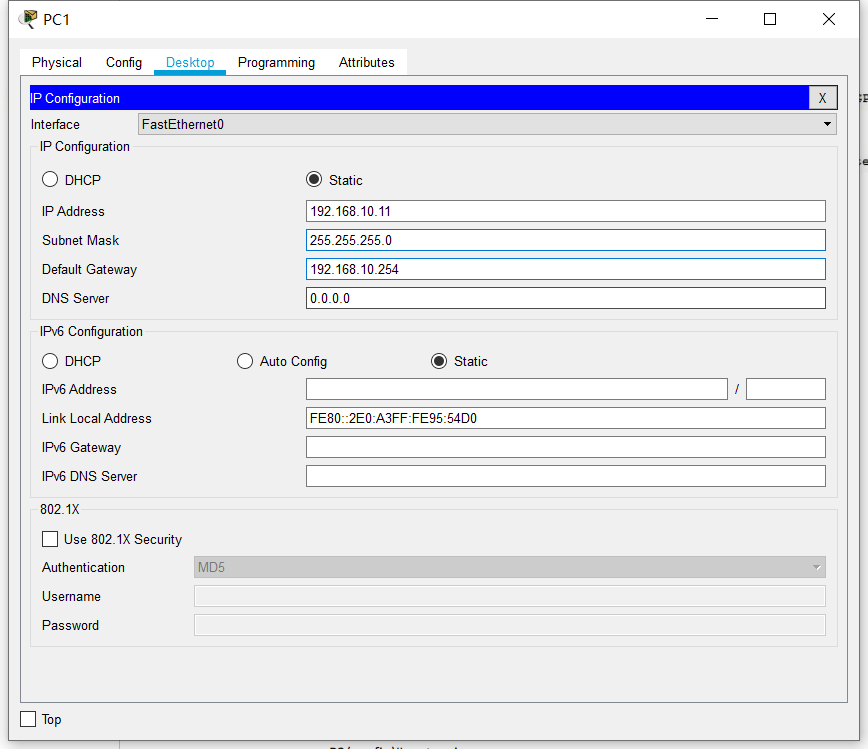 PC1
Physical Config Desktop Programming Attributes
IP Configuration X
Interface FastEthernet0
IP Configuration
DHCP Static
IP Address 192.168.10.11
Subnet Mask 255.255.255.0
Default Gateway 192.168.10.254
DNS Server 0.0.0.0
IPv6 Configuration
DHCP Auto Config Static
IPv6 Address /
Link Local Address FE80::2E0:A3FF:FE95:54D0
IPv6 Gateway
IPv6 DNS Server
802.1X
Use 802.1X Security
Authentication MD5
Username
Password
Top